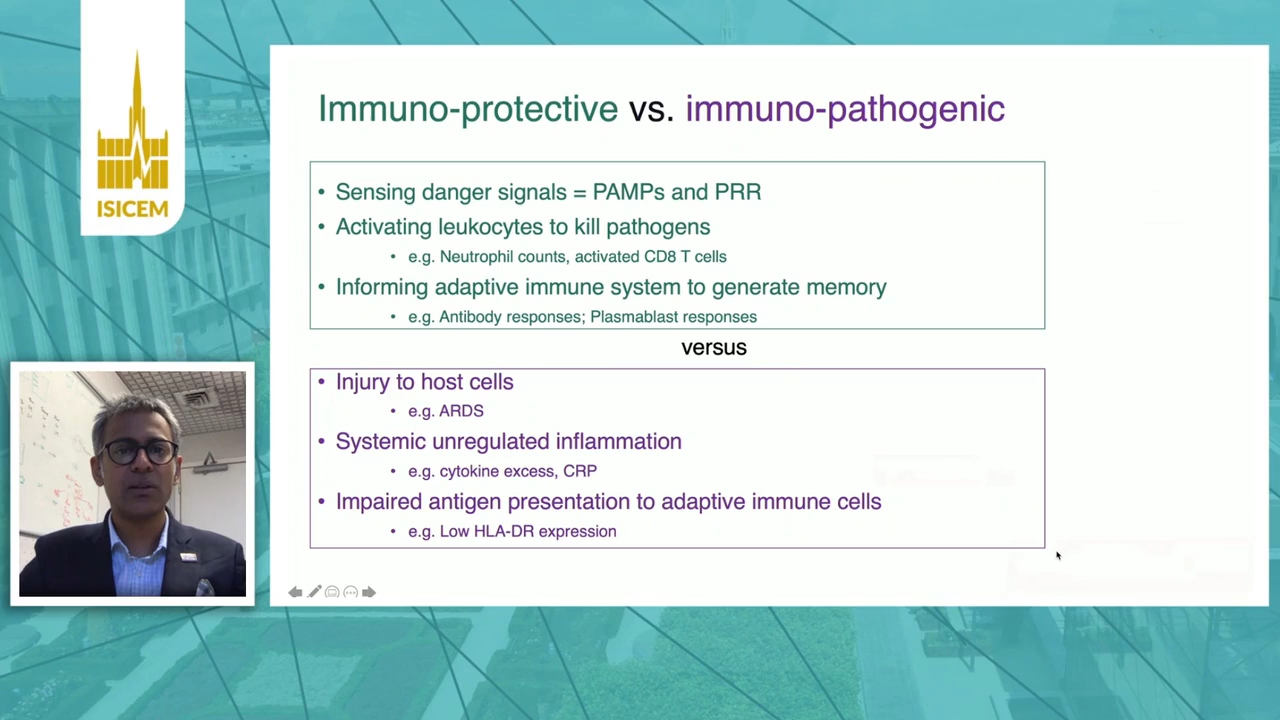 ISICEM
Immuno-protective vs. immuno-pathogenic
• Sensing danger signals = PAMPs and PRR
• Activating leukocytes to kill pathogens
• e.g. Neutrophil counts, activated CD8 T cells
• Informing adaptive immune system to generate memory
• e.g. Antibody responses; Plasmablast responses
versus
• Injury to host cells
• e.g. ARDS
• Systemic unregulated inflammation
• e.g. cytokine excess, CRP
• Impaired antigen presentation to adaptive immune cells
• e.g. Low HLA-DR expression